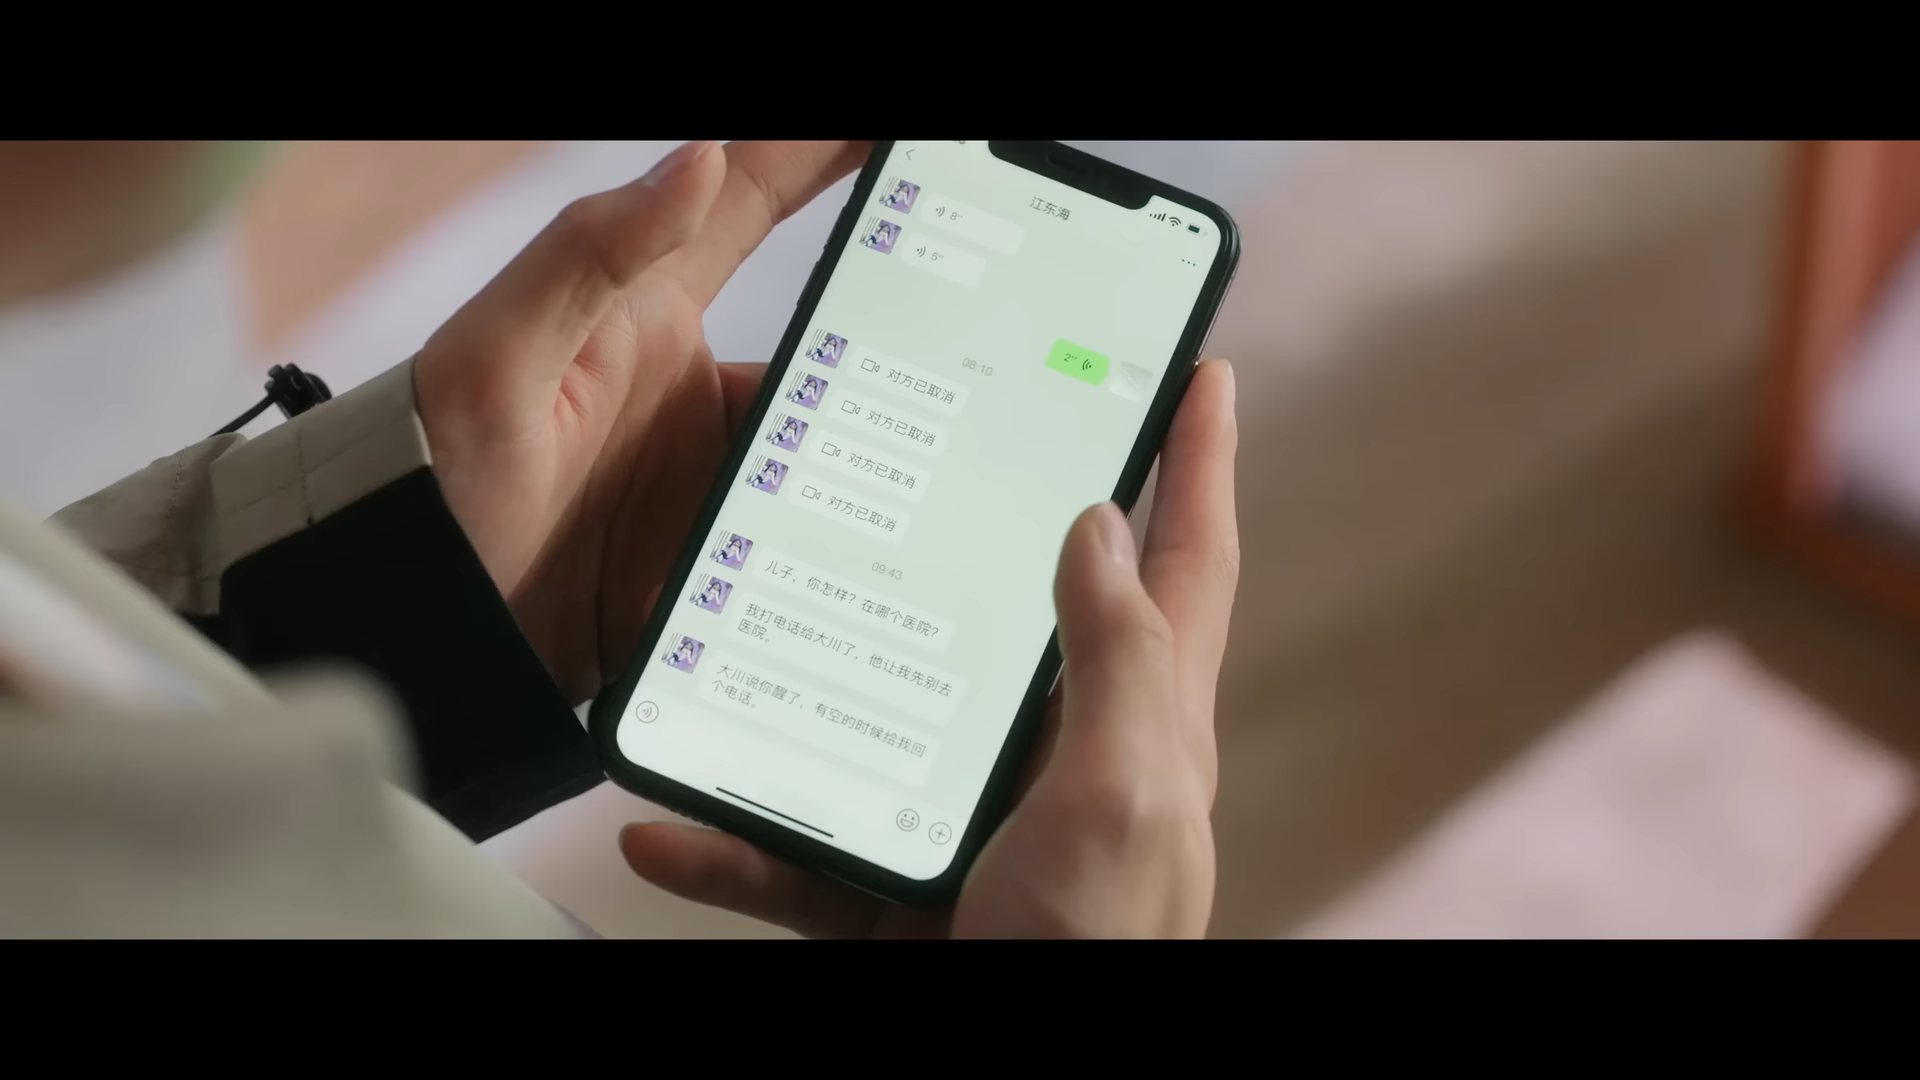 江东海
8"
5"
2"
08:10
对方已取消
对方已取消
对方已取消
对方已取消
09:43
儿子，你怎样？在哪个医院？
我打电话给大川了，他让我先别去
医院。
大川说你醒了，有空的时候给我回
个电话。